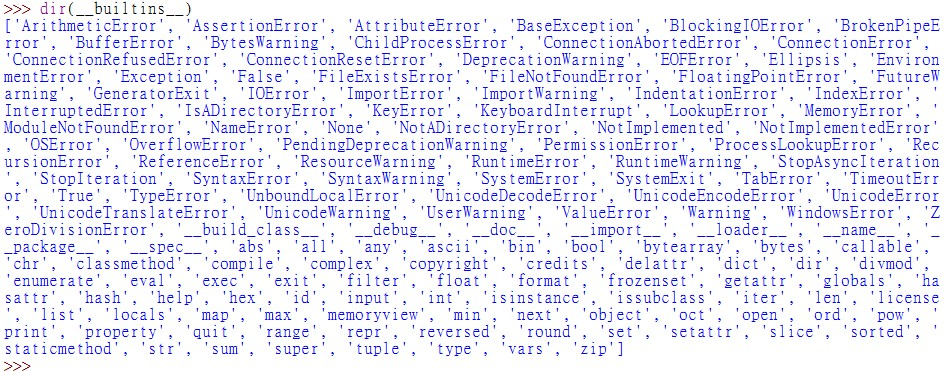 >>> dir(__builtins__)
['ArithmeticError', 'AssertionError', 'AttributeError', 'BaseException', 'BlockingIOError', 'BrokenPipeE
rror', 'BufferError', 'BytesWarning', 'ChildProcessError', 'ConnectionAbortedError', 'ConnectionError',
'ConnectionRefusedError', 'ConnectionResetError', 'DeprecationWarning', 'EOFError', 'Ellipsis', 'Environ
mentError', 'Exception', 'False', 'FileExistsError', 'FileNotFoundError', 'FloatingPointError', 'FutureW
arning', 'GeneratorExit', 'IOError', 'ImportError', 'ImportWarning', 'IndentationError', 'IndexError', '
InterruptedError', 'IsADirectoryError', 'KeyError', 'KeyboardInterrupt', 'LookupError', 'MemoryError', '
ModuleNotFoundError', 'NameError', 'None', 'NotADirectoryError', 'NotImplemented', 'NotImplementedError'
, 'OSError', 'OverflowError', 'PendingDeprecationWarning', 'PermissionError', 'ProcessLookupError', 'Rec
ursionError', 'ReferenceError', 'ResourceWarning', 'RuntimeError', 'RuntimeWarning', 'StopAsyncIteration
', 'StopIteration', 'SyntaxError', 'SyntaxWarning', 'SystemError', 'SystemExit', 'TabError', 'TimeoutErr
or', 'True', 'TypeError', 'UnboundLocalError', 'UnicodeDecodeError', 'UnicodeEncodeError', 'UnicodeError
', 'UnicodeTranslateError', 'UnicodeWarning', 'UserWarning', 'ValueError', 'Warning', 'WindowsError', 'Z
eroDivisionError', '__build_class__', '__debug__', '__doc__', '__import__', '__loader__', '__name__', '_
_package__', '__spec__', 'abs', 'all', 'any', 'ascii', 'bin', 'bool', 'bytearray', 'bytes', 'callable',
'chr', 'classmethod', 'compile', 'complex', 'copyright', 'credits', 'delattr', 'dict', 'dir', 'divmod',
'enumerate', 'eval', 'exec', 'exit', 'filter', 'float', 'format', 'frozenset', 'getattr', 'globals', 'ha
sattr', 'hash', 'help', 'hex', 'id', 'input', 'int', 'isinstance', 'issubclass', 'iter', 'len', 'license
', 'list', 'locals', 'map', 'max', 'memoryview', 'min', 'next', 'object', 'oct', 'open', 'ord', 'pow', '
print', 'property', 'quit', 'range', 'repr', 'reversed', 'round', 'set', 'setattr', 'slice', 'sorted', '
staticmethod', 'str', 'sum', 'super', 'tuple', 'type', 'vars', 'zip']
>>>